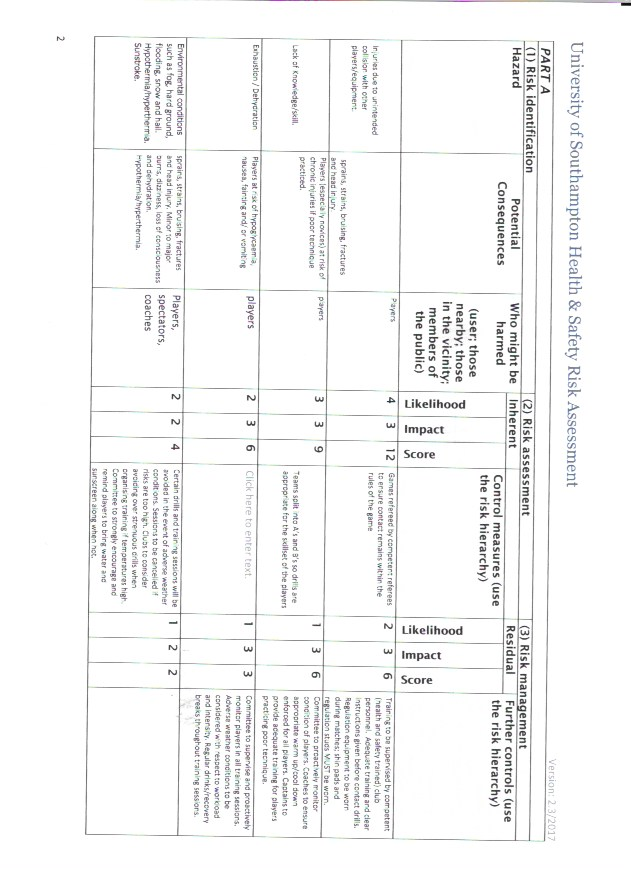 University of Southampton Health & Safety Risk Assessment
Version: 2.3/2017
PART A
(1) Risk identification
(2) Risk assessment
(3) Risk management
Hazard
Potential
Consequences
Who might be
harmed
(user; those
nearby; those
in the vicinity;
members of
the public)
Inherent
Likelihood
Impact
Score
Control measures (use
the risk hierarchy)
Residual
Likelihood
Impact
Score
Further controls (use
the risk hierarchy)
Injuries due to unintended
collision with other
players/equipment.
sprains, strains, bruising, fractures
and head injury
Players
4
3
12
Games refereed by competent referees
to ensure contact remains within the
rules of the game
2
3
6
Training to be supervised by competent
(health and safety trained) club
personnel. Adequate training and clear
instructions given before contact drills.
Regulation equipment to be worn
during matches; shin pads and
regulation studs MUST be worn.
Lack of Knowledge/skill.
Players (especially novices) at risk of
chronic injuries if poor technique
practiced.
players
3
3
9
Teams split into A's and B's so drills are
appropriate for the skillset of the players
1
3
6
Committee to proactively monitor
condition of players. Coaches to ensure
appropriate warm up/cool down
enforced for all players. Captains to
provide adequate training for players
practicing poor technique.
Exhaustion / Dehydration
Players at risk of hypoglycaemia,
nausea, fainting and/ or vomiting
players
2
3
6
Click here to enter text.
1
3
3
Committee to supervise and proactively
monitor players in all training sessions.
Adverse weather conditions to be
considered with respect to workload
and intensity. Regular drinks/recovery
breaks throughout training sessions.
Environmental conditions
such as fog, hard ground,
flooding, snow and hail.
Hypothermia/hyperthermia.
Sunstroke.
sprains, strains, bruising, fractures
and head injury. Minor to major
burns, dizziness, loss of consciousness
and dehydration.
Hypothermia/hyperthermia.
Players,
spectators,
coaches
2
2
4
Certain drills and training sessions will be
avoided in the event of adverse weather
conditions. Sessions to be cancelled if
risks are too high. Clubs to consider
avoiding over-strenuous drills when
organising training if temperatures high.
Committee to strongly encourage and
remind players to bring water and
sunscreen along when hot.
1
2
2
2